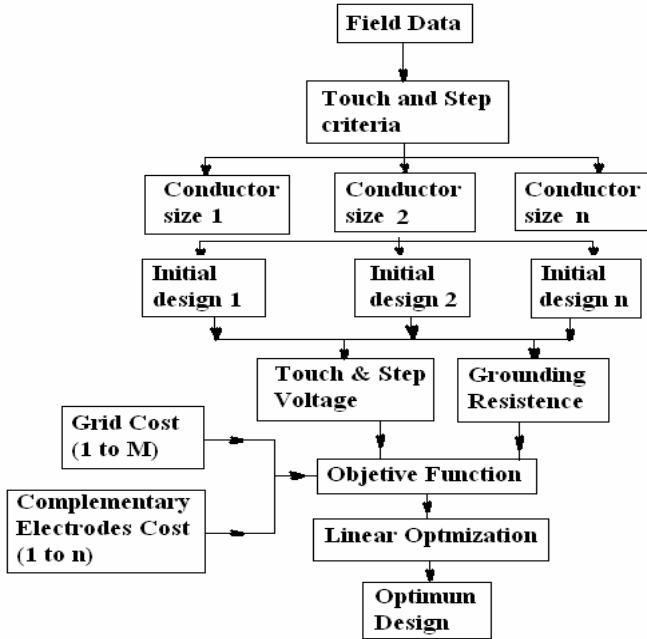 Field Data
Touch and Step
criteria
Conductor
size 1
Conductor
size 2
Conductor
size n
Initial
design 1
Initial
design 2
Initial
design n
Touch & Step
Voltage
Grounding
Resistence
Grid Cost
(1 to M)
Objetive Function
Complementary
Electrodes Cost
(1 to n)
Linear Optmization
Optimum
Design